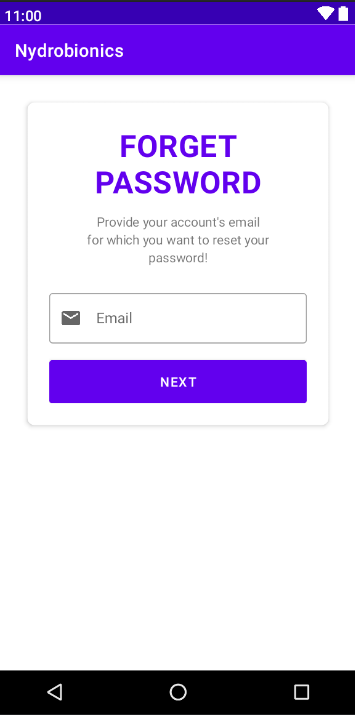 11:00
Nydrobionics
FORGET
PASSWORD
Provide your account's email
for which you want to reset your
password!
Email
NEXT